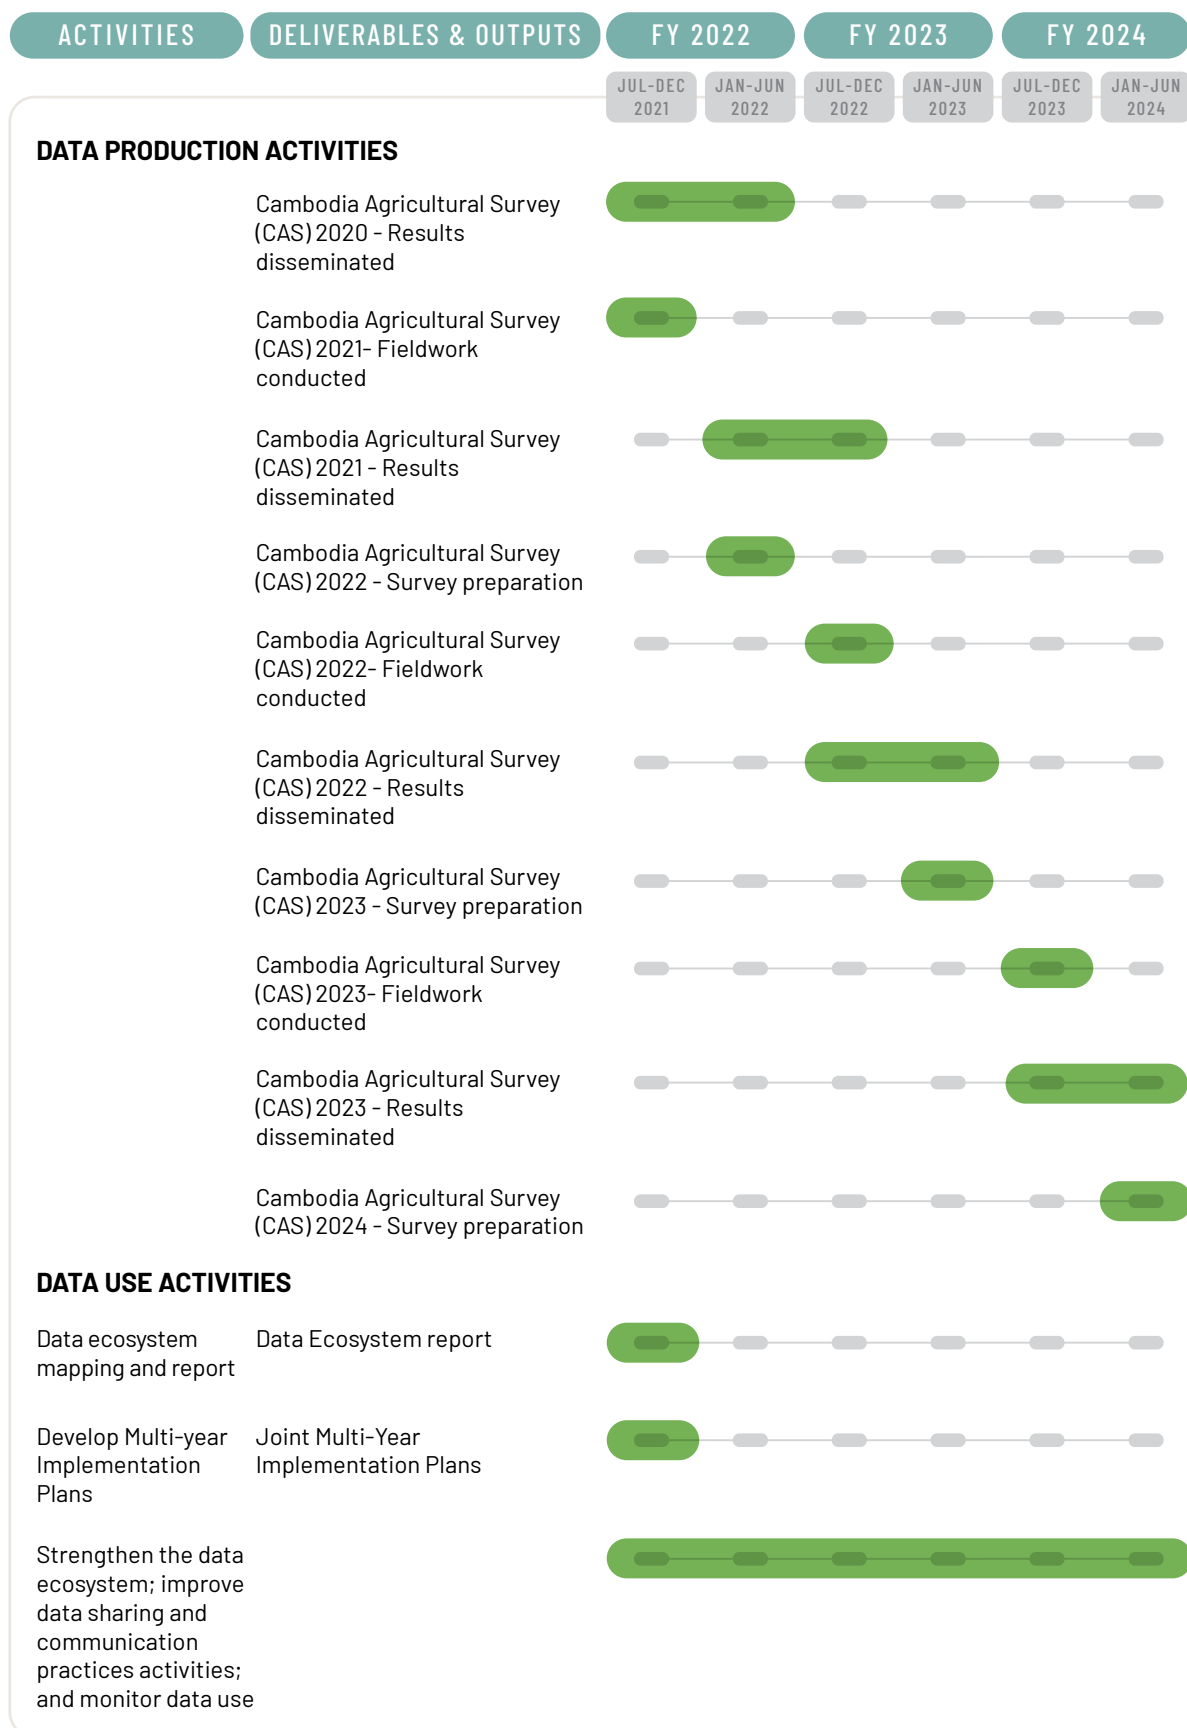 ACTIVITIES
DELIVERABLES & OUTPUTS
FY 2022
FY 2023
FY 2024
JUL-DEC
2021
JAN-JUN
2022
JUL-DEC
2022
JAN-JUN
2023
JUL-DEC
2023
JAN-JUN
2024
DATA PRODUCTION ACTIVITIES
Cambodia Agricultural Survey
(CAS) 2020 - Results
disseminated
Cambodia Agricultural Survey
(CAS) 2021- Fieldwork
conducted
Cambodia Agricultural Survey
(CAS) 2021 - Results
disseminated
Cambodia Agricultural Survey
(CAS) 2022 - Survey preparation
Cambodia Agricultural Survey
(CAS) 2022- Fieldwork
conducted
Cambodia Agricultural Survey
(CAS) 2022 - Results
disseminated
Cambodia Agricultural Survey
(CAS) 2023 - Survey preparation
Cambodia Agricultural Survey
(CAS) 2023- Fieldwork
conducted
Cambodia Agricultural Survey
(CAS) 2023 - Results
disseminated
Cambodia Agricultural Survey
(CAS) 2024 - Survey preparation
DATA USE ACTIVITIES
Data ecosystem
mapping and report
Data Ecosystem report
Develop Multi-year
Implementation
Plans
Joint Multi-Year
Implementation Plans
Strengthen the data
ecosystem; improve
data sharing and
communication
practices activities;
and monitor data use